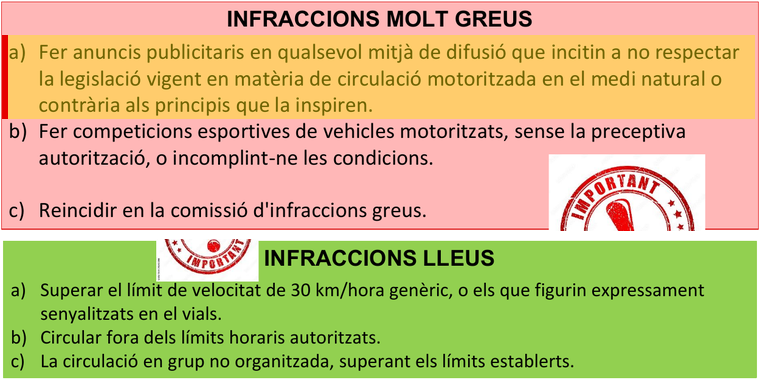 INFRACCIONS MOLT GREUS
a) Fer anuncis publicitaris en qualsevol mitjà de difusió que incitin a no respectar
la legislació vigent en matèria de circulació motoritzada en el medi natural o
contrària als principis que la inspiren.
b) Fer competicions esportives de vehicles motoritzats, sense la preceptiva
autorització, o incomplint-ne les condicions.
IMPORTANT
c) Reincidir en la comissió d'infraccions greus.
IMPORTANT
INFRACCIONS LLEUS
a) Superar el límit de velocitat de 30 km/hora genèric, o els que figurin expressament
senyalitzats en el vials.
b) Circular fora dels límits horaris autoritzats.
c) La circulació en grup no organitzada, superant els límits establerts.